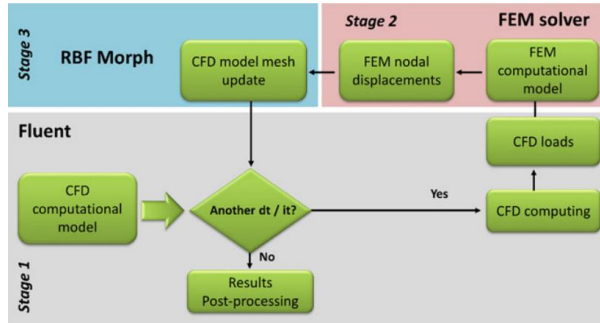 Stage 3
RBF Morph
CFD model mesh
update
Stage 2
FEM solver
FEM nodal
displacements
FEM
computational
model
Fluent
CFD loads
CFD
computational
model
Another dt / it?
Yes
CFD computing
No
Results
Post-processing
Stage 1